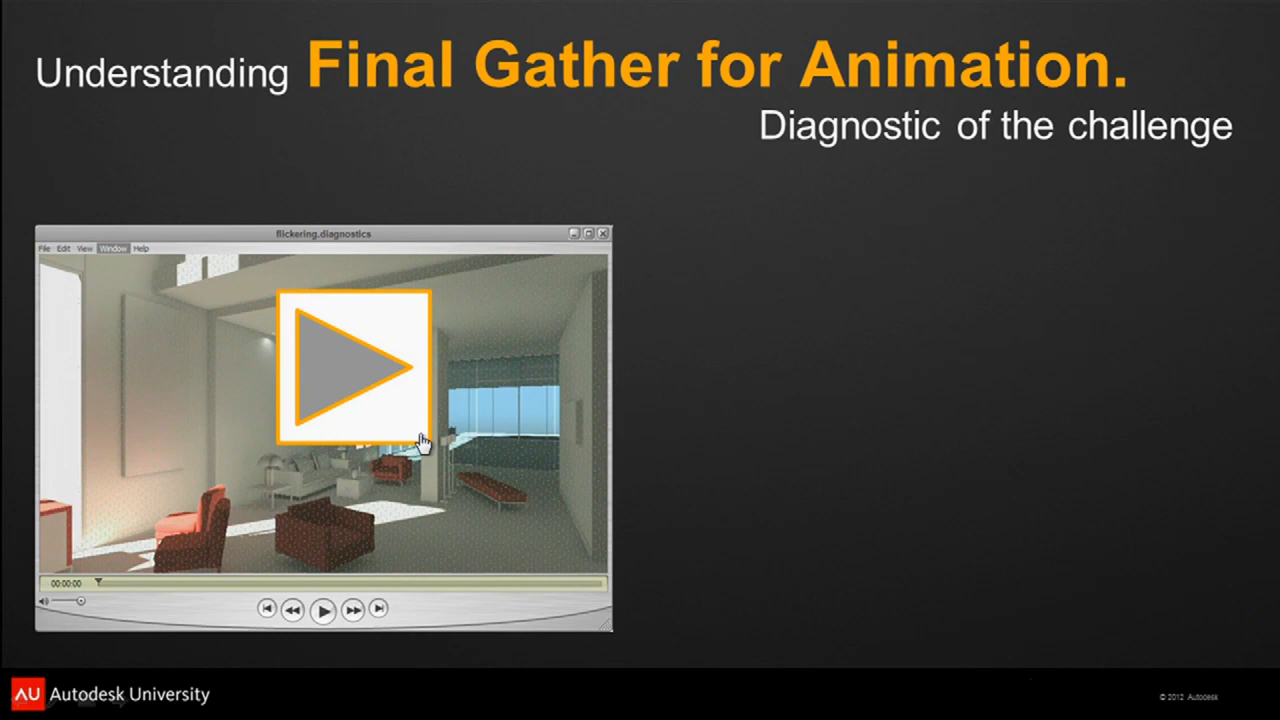 Understanding Final Gather for Animation.
Diagnostic of the challenge
flickering.diagnostics
File Edit View Window Help
00:00:00
AU Autodesk University
© 2012 Autodesk